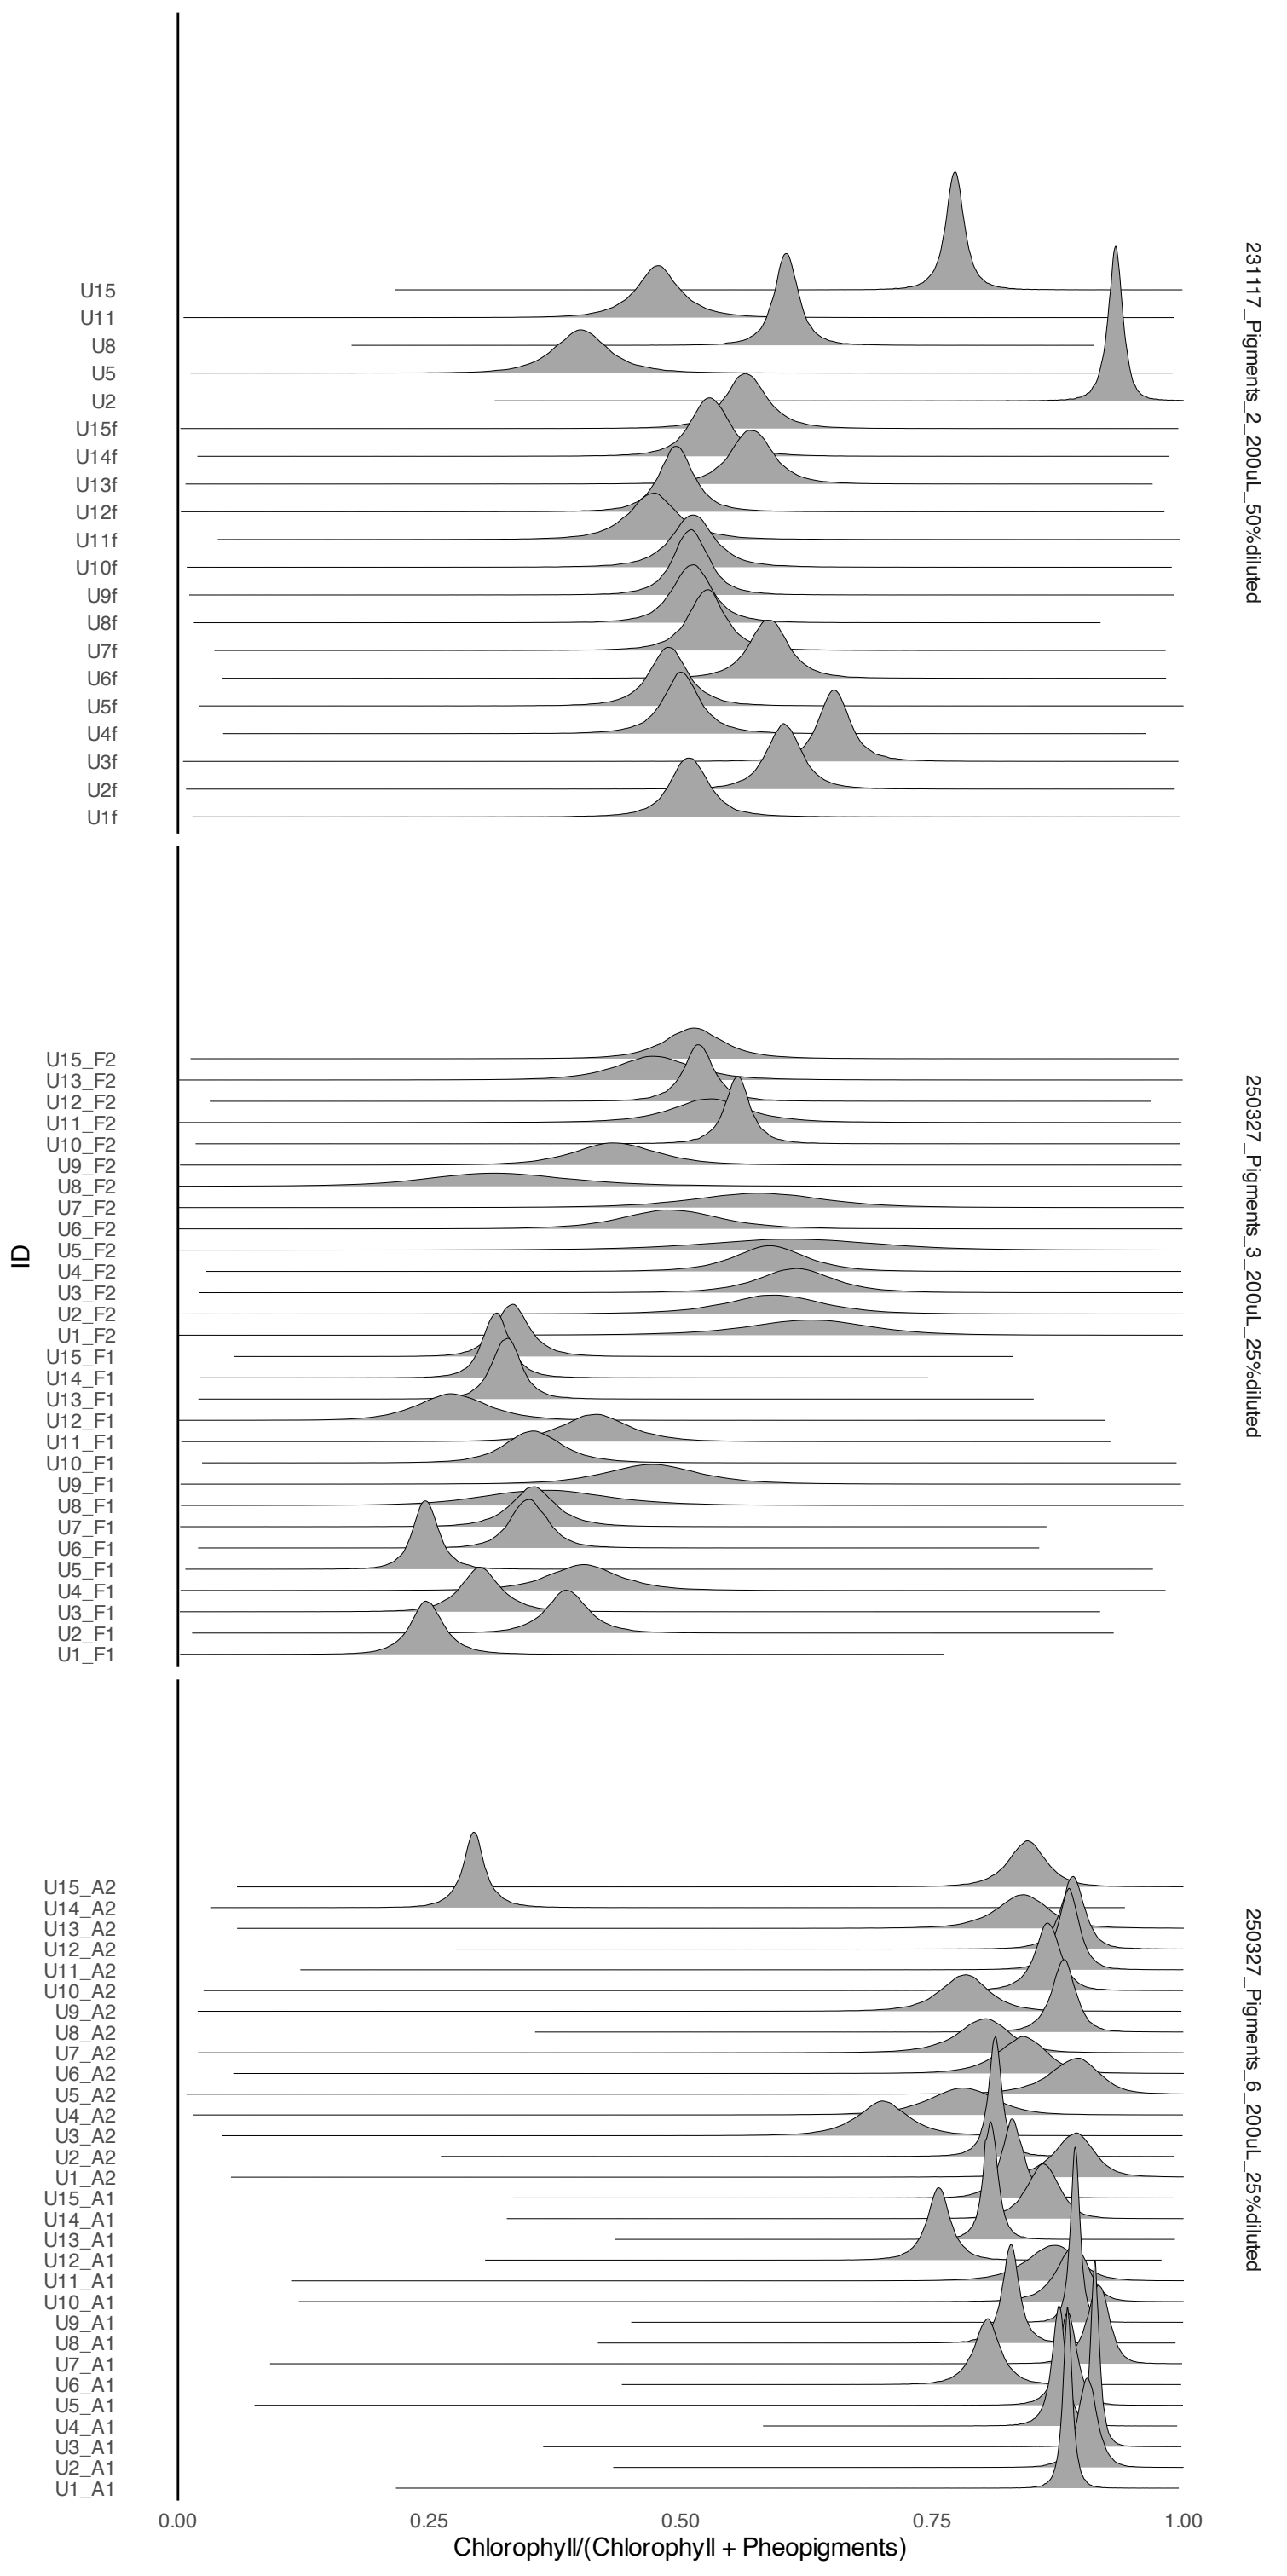 U15
U11
U8
U5
U2
U15f
U14f
U13f
U12f
U11f
U10f
U9f
U8f
U7f
U6f
U5f
U4f
U3f
U2f
U1f
231117_Pigments_2_200uL_50%diluted
ID
U15_F2
U13_F2
U12_F2
U11_F2
U10_F2
U9_F2
U8_F2
U7_F2
U6_F2
U5_F2
U4_F2
U3_F2
U2_F2
U1_F2
U15_F1
U14_F1
U13_F1
U12_F1
U11_F1
U10_F1
U9_F1
U8_F1
U7_F1
U6_F1
U5_F1
U4_F1
U3_F1
U2_F1
U1_F1
250327_Pigments_3_200uL_25%diluted
U15_A2
U14_A2
U13_A2
U12_A2
U11_A2
U10_A2
U9_A2
U8_A2
U7_A2
U6_A2
U5_A2
U4_A2
U3_A2
U2_A2
U1_A2
U15_A1
U14_A1
U13_A1
U12_A1
U11_A1
U10_A1
U9_A1
U8_A1
U7_A1
U6_A1
U5_A1
U4_A1
U3_A1
U2_A1
U1_A1
250327_Pigments_6_200uL_25%diluted
0.00 0.25 0.50 0.75 1.00
Chlorophyll/(Chlorophyll + Pheopigments)